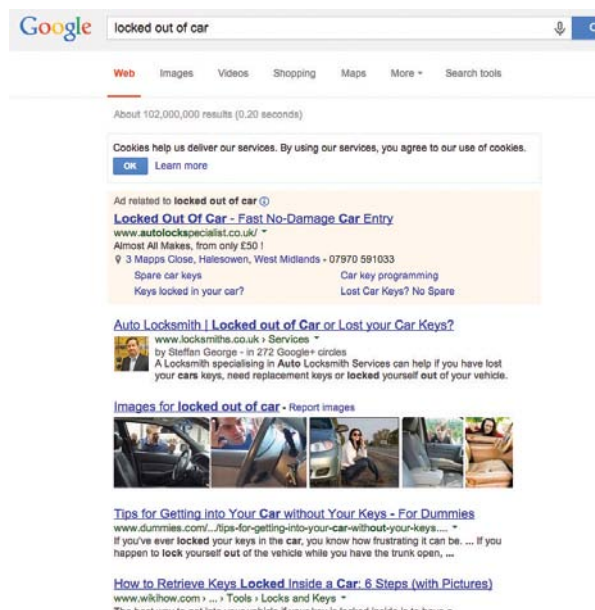 Google
locked out of car
Web Images Videos Shopping Maps More Search tools
About 102,000,000 results (0.20 seconds)
Cookies help us deliver our services. By using our services, you agree to our use of cookies.
OK Learn more
Ad related to locked out of car
Locked Out Of Car - Fast No-Damage Car Entry
www.autolockspecialist.co.uk/
Almost All Makes, from only £50 !
3 Mapps Close, Halesowen, West Midlands - 07970 591033
Spare car keys Car key programming
Keys locked in your car? Lost Car Keys? No Spare
Auto Locksmith | Locked out of Car or Lost your Car Keys?
www.locksmiths.co.uk › Services
by Steffan George - in 272 Google+ circles
A Locksmith specialising in Auto Locksmith Services can help if you have lost
your cars keys, need replacement keys or locked yourself out of your vehicle.
Images for locked out of car - Report images
Tips for Getting into Your Car without Your Keys - For Dummies
www.dummies.com/.../tips-for-getting-into-your-car-without-your-keys....
If you've ever locked your keys in the car, you know how frustrating it can be. ... If you
happen to lock yourself out of the vehicle while you have the trunk open, ...
How to Retrieve Keys Locked Inside a Car: 6 Steps (with Pictures)
www.wikihow.com › ... › Tools › Locks and Keys